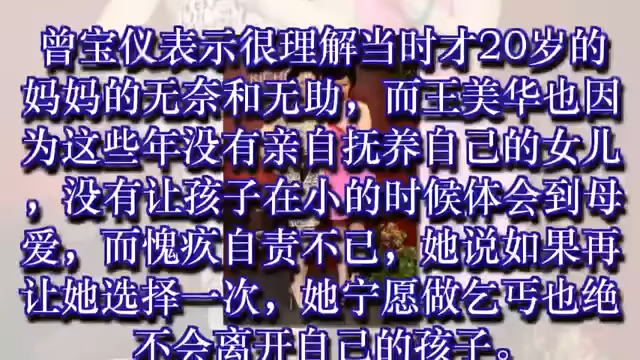 曾宝仪表示很理解当时才20岁的
妈妈的无奈和无助，而王美华也因
为这些年没有亲自抚养自己的女儿
，没有让孩子在小的时候体会到母
爱，而愧疚自责不已，她说如果再
让她选择一次，她宁愿做乞丐也绝
不会离开自己的孩子。